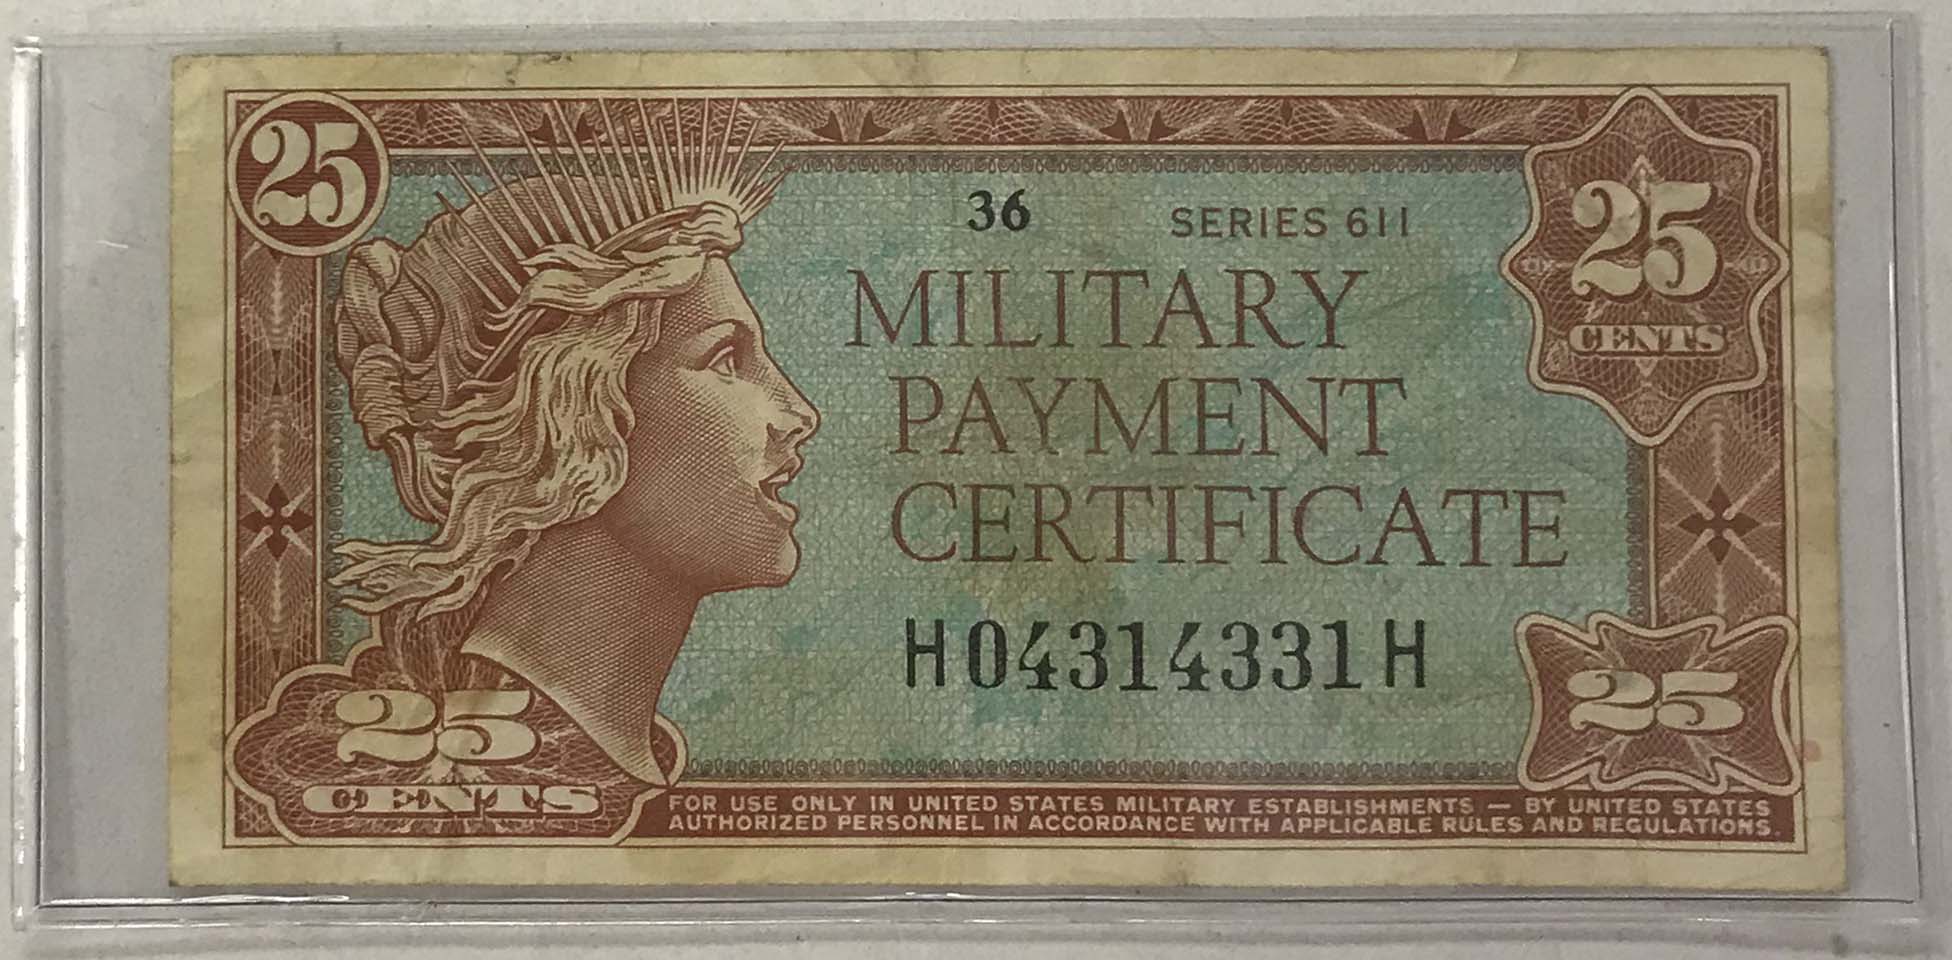 25
36 SERIES 611
25
CENTS
MILITARY
PAYMENT
CERTIFICATE
H04314331H
25
CENTS
25
FOR USE ONLY IN UNITED STATES MILITARY ESTABLISHMENTS — BY UNITED STATES
AUTHORIZED PERSONNEL IN ACCORDANCE WITH APPLICABLE RULES AND REGULATIONS.